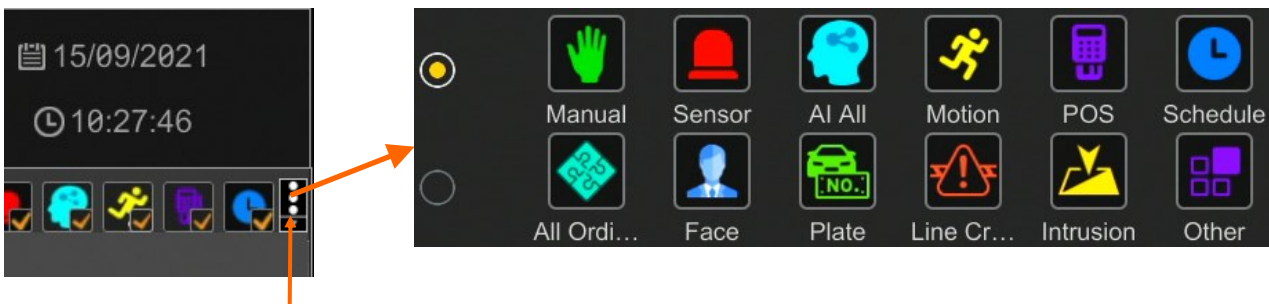 15/09/2021
10:27:46
Manual Sensor AI All Motion POS Schedule
NO.
All Ordi... Face Plate Line Cr... Intrusion Other